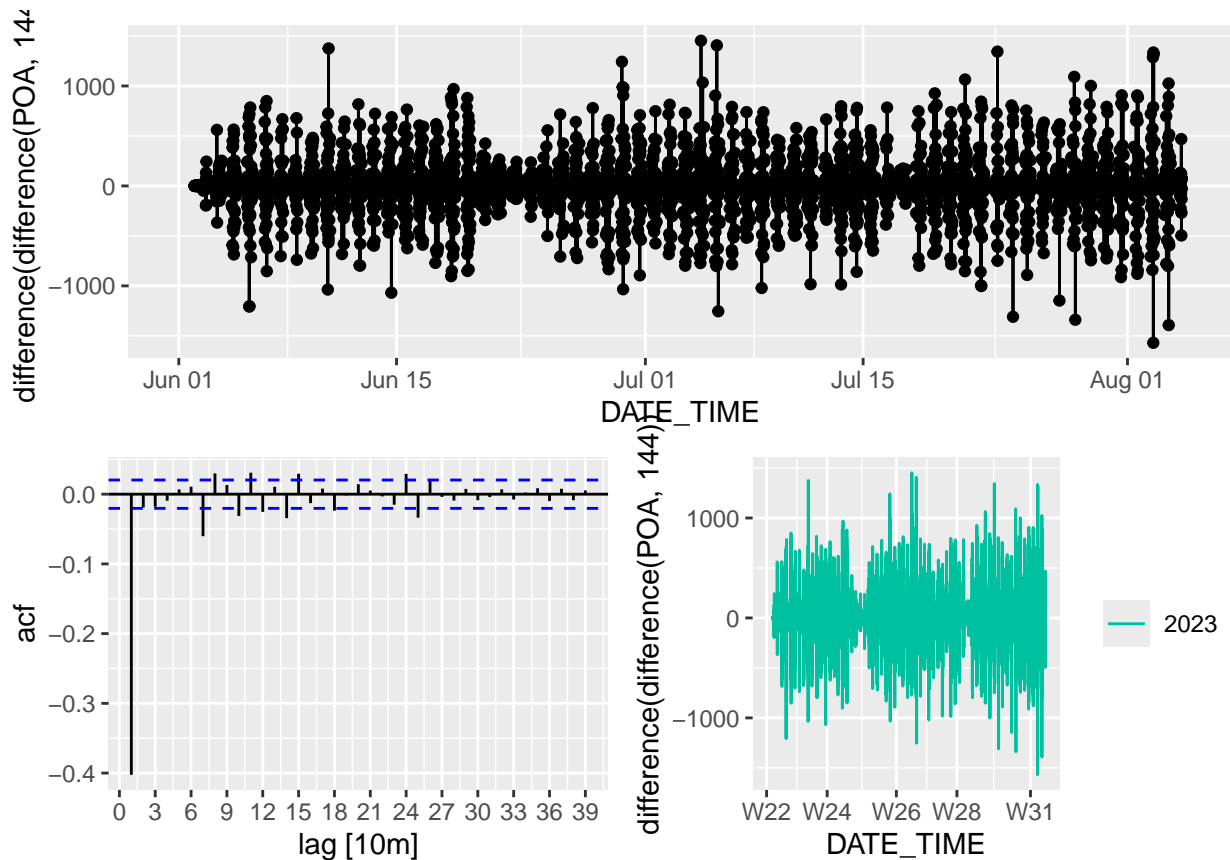 difference(difference(POA, 144
1000
0
−1000
Jun 01
Jun 15
Jul 01
Jul 15
Aug 01
DATE_TIME
acf
0.0
−0.1
−0.2
−0.3
−0.4
0 3 6 9 12 15 18 21 24 27 30 33 36 39
lag [10m]
difference(difference(POA, 144))
1000
0
−1000
W22 W24 W26 W28 W31
DATE_TIME
2023